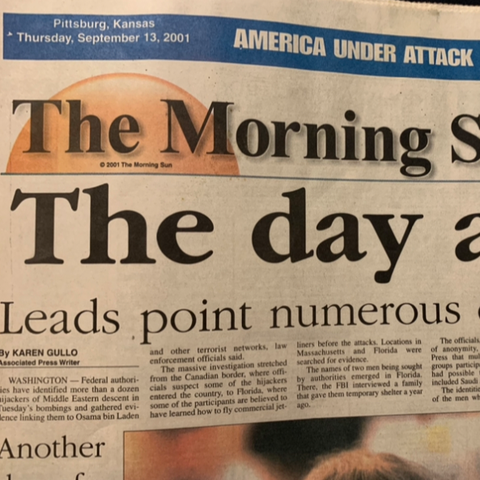 Pittsburg, Kansas
Thursday, September 13, 2001
AMERICA UNDER ATTACK
The Morning S
© 2001 The Morning Sun
The day a
Leads point numerous
By KAREN GULLO
Associated Press Writer
WASHINGTON — Federal authori-
ties have identified more than a dozen
hijackers of Middle Eastern descent in
Tuesday's bombings and gathered evi-
dence linking them to Osama bin Laden
and other terrorist networks, law
enforcement officials said.
The massive investigation stretched
from the Canadian border, where offi-
cials suspect some of the hijackers
entered the country, to Florida, where
some of the participants are believed to
have learned how to fly commercial jet-
liners before the attacks. Locations in
Massachusetts and Florida were
searched for evidence.
The names of two men being sought
by authorities emerged in Florida.
There, the FBI interviewed a family
that gave them temporary shelter a year
ago.
The officials
of anonymity,
Press that mul
groups particip
had possible
included Saudi
The identitie
of the men wh
Another